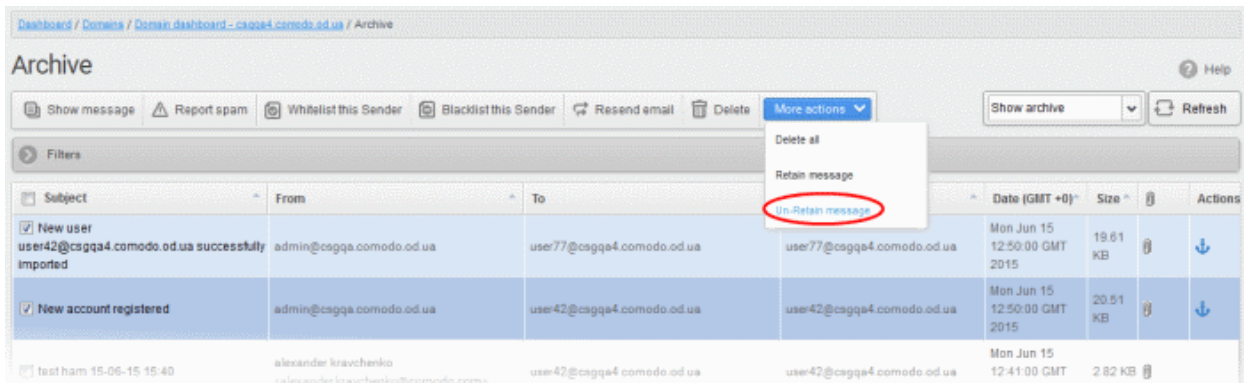 Dashboard / Domains / Domain dashboard - csgqa4.comodo.od.ua / Archive
Archive
Help
Show message Report spam Whitelist this Sender Blacklist this Sender Resend email Delete More actions Show archive Refresh
Delete all
Filters
Retain message
Un-Retain message
Subject From To Date (GMT +0) Size Actions
New user
user42@csgqa4.comodo.od.ua successfully
imported
admin@csgqa.comodo.od.ua user77@csgqa4.comodo.od.ua user77@csgqa4.comodo.od.ua
Mon Jun 15
12:50:00 GMT
2015
19.61
KB
New account registered admin@csgqa.comodo.od.ua user42@csgqa4.comodo.od.ua user42@csgqa4.comodo.od.ua
Mon Jun 15
12:50:00 GMT
2015
20.51
KB
test ham 15-06-15 15:40
alexander kravchenko
user42@csgqa4.comodo.od.ua user42@csgqa4.comodo.od.ua
Mon Jun 15
12:41:00 GMT
2.82 KB